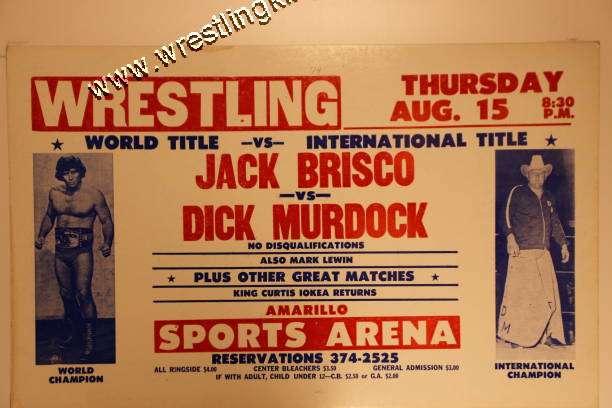 www.wrestlingki
WRESTLING
THURSDAY
AUG. 15 8:30 P.M.
★ WORLD TITLE —VS— INTERNATIONAL TITLE ★
JACK BRISCO
—VS—
DICK MURDOCK
NO DISQUALIFICATIONS
ALSO MARK LEWIN
★ PLUS OTHER GREAT MATCHES ★
KING CURTIS IOKEA RETURNS
AMARILLO
SPORTS ARENA
RESERVATIONS 374-2525
ALL RINGSIDE $4.00 CENTER BLEACHERS $3.50 GENERAL ADMISSION $3.00
IF WITH ADULT, CHILD UNDER 12—C.B. $2.50 or G.A. $2.00
WORLD
CHAMPION
D M
INTERNATIONAL
CHAMPION